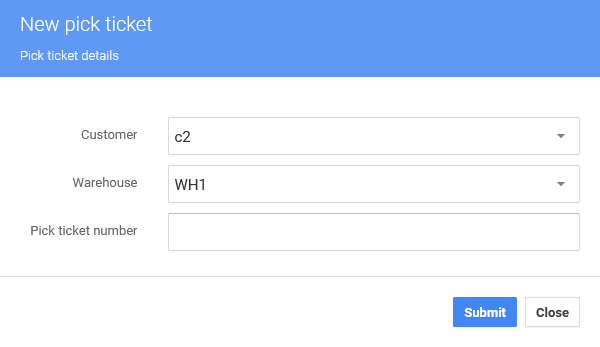 New pick ticket
Pick ticket details
Customer
c2
Warehouse
WH1
Pick ticket number
Submit
Close